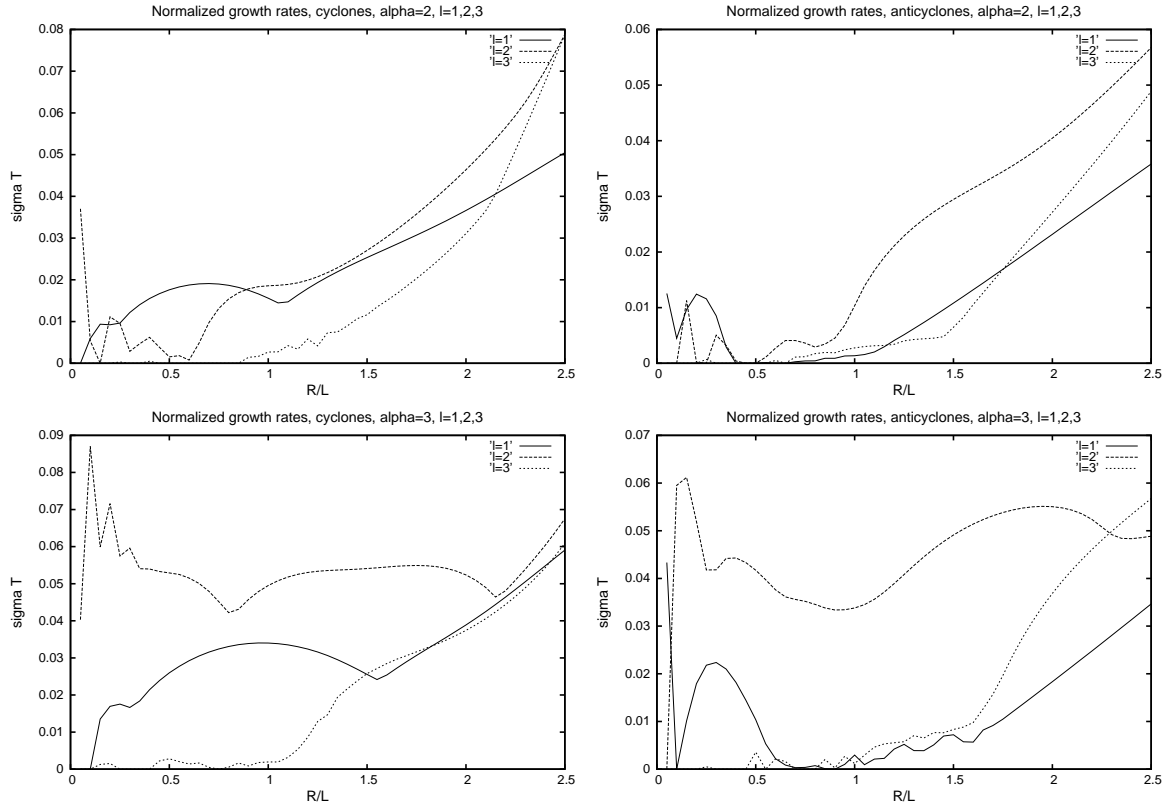 Normalized growth rates, cyclones, alpha=2, l=1,2,3
'l=1'
'l=2'
'l=3'
0.08
0.07
0.06
0.05
0.04
0.03
0.02
0.01
0
sigma T
0 0.5 1 1.5 2 2.5
R/L
Normalized growth rates, anticyclones, alpha=2, l=1,2,3
'l=1'
'l=2'
'l=3'
0.06
0.05
0.04
0.03
0.02
0.01
0
sigma T
0 0.5 1 1.5 2 2.5
R/L
Normalized growth rates, cyclones, alpha=3, l=1,2,3
'l=1'
'l=2'
'l=3'
0.09
0.08
0.07
0.06
0.05
0.04
0.03
0.02
0.01
0
sigma T
0 0.5 1 1.5 2 2.5
R/L
Normalized growth rates, anticyclones, alpha=3, l=1,2,3
'l=1'
'l=2'
'l=3'
0.07
0.06
0.05
0.04
0.03
0.02
0.01
0
sigma T
0 0.5 1 1.5 2 2.5
R/L